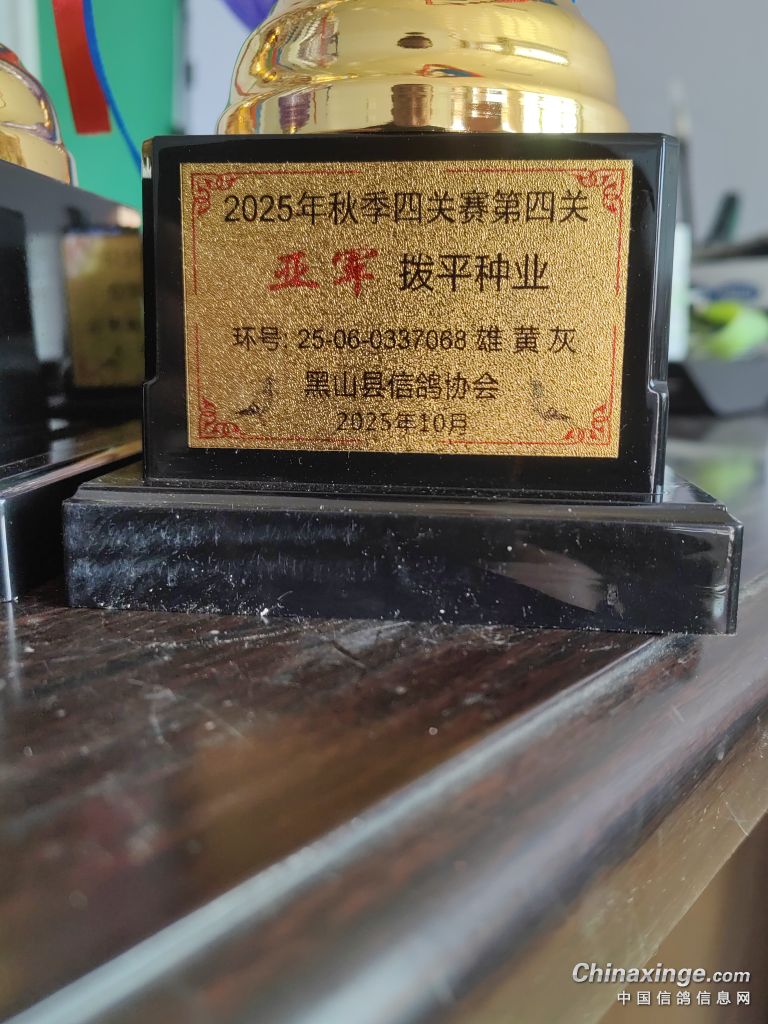 2025年秋季四关赛第四关
亚军 拨平种业
环号: 25-06-0337068 雄 黄 灰
黑山县信鸽协会
2025年10月
Chinaxinge.com
中国信鸽信息网